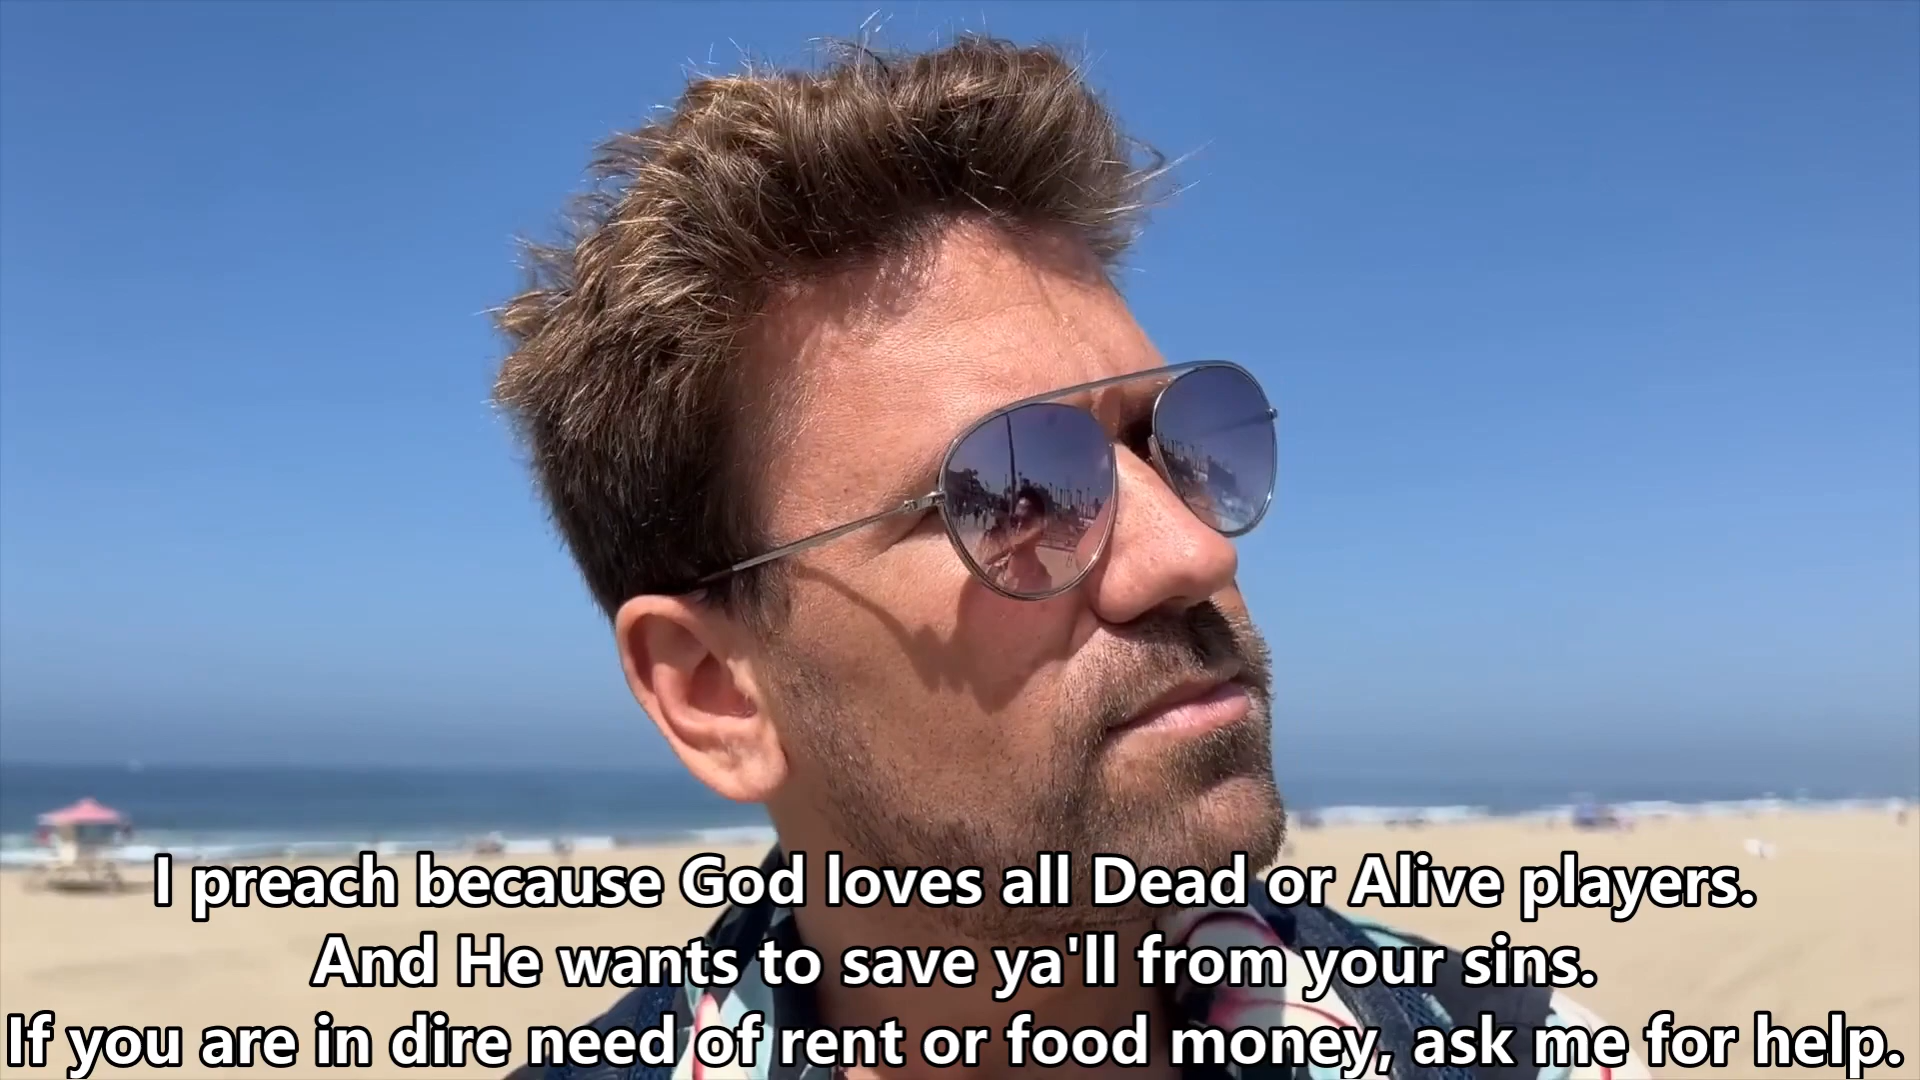 I preach because God loves all Dead or Alive players.
And He wants to save ya'll from your sins.
If you are in dire need of rent or food money, ask me for help.